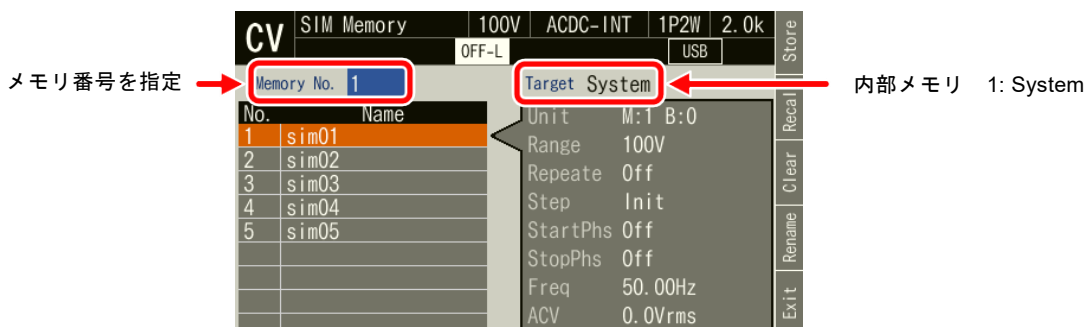 CV
SIM Memory 100V ACDC-INT 1P2W 2.0k
OFF-L USB
メモリ番号を指定
Memory No. 1
Target System
内部メモリ 1: System
No. Name
1 sim01
2 sim02
3 sim03
4 sim04
5 sim05
Unit M:1 B:0
Range 100V
Repeate Off
Step Init
StartPhs Off
StopPhs Off
Freq 50.00Hz
ACV 0.0Vrms
Store
Recal
Clear
Rename
Exit